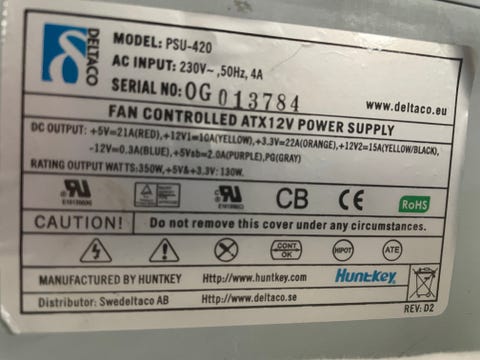 DELTACO
MODEL: PSU-420
AC INPUT: 230V~ ,50Hz, 4A
SERIAL NO: OG 013784
www.deltaco.eu
FAN CONTROLLED ATX12V POWER SUPPLY
DC OUTPUT: +5V=21A(RED),+12V1=10A(YELLOW),+3.3V=22A(ORANGE),+12V2=15A(YELLOW/BLACK),
-12V=0.3A(BLUE),+5Vsb=2.0A(PURPLE),PG(GRAY)
RATING OUTPUT WATTS:350W,+5V&+3.3V:130W.
CB CE RoHS
CAUTION! Do not remove this cover under any circumstances.
CONT OK HIPOT ATE
MANUFACTURED BY HUNTKEY Http://www.huntkey.com Huntkey
Distributor: Swedeltaco AB Http://www.deltaco.se
REV: D2